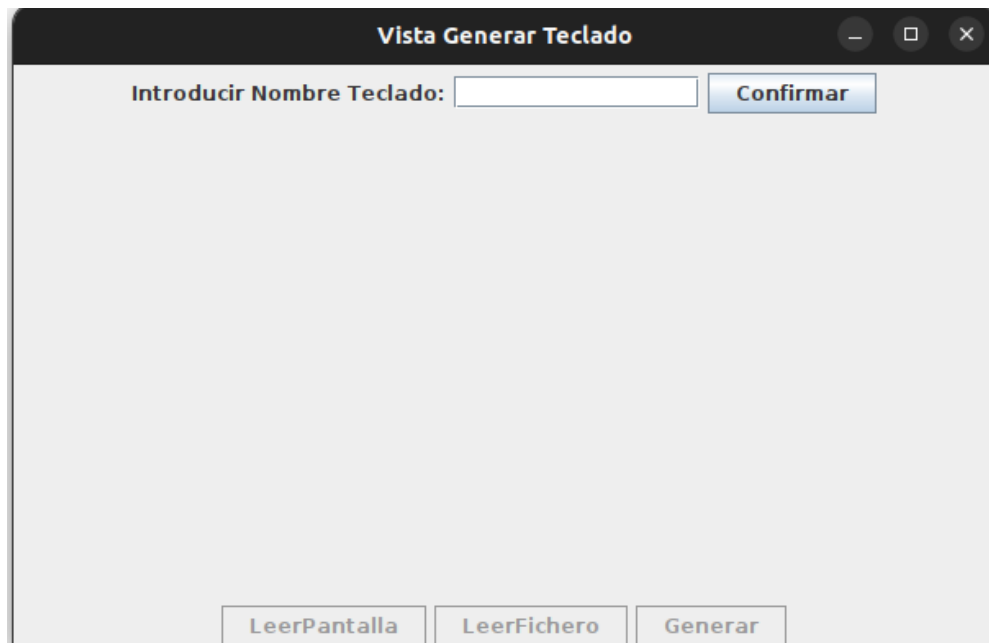 Vista Generar Teclado
Introducir Nombre Teclado: Confirmar
LeerPantalla LeerFichero Generar